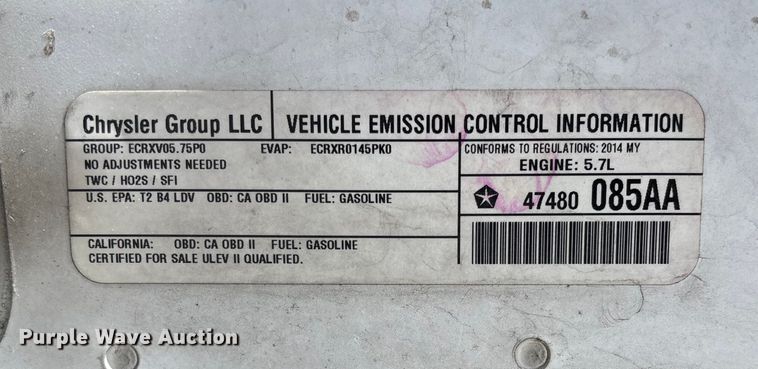 Chrysler Group LLC
VEHICLE EMISSION CONTROL INFORMATION
GROUP: ECRXV05.75P0 EVAP: ECRXR0145PK0
NO ADJUSTMENTS NEEDED
TWC / HO2S / SFI
CONFORMS TO REGULATIONS: 2014 MY
ENGINE: 5.7L
U.S. EPA: T2 B4 LDV OBD: CA OBD II FUEL: GASOLINE
47480 085AA
CALIFORNIA: OBD: CA OBD II FUEL: GASOLINE
CERTIFIED FOR SALE ULEV II QUALIFIED.
Purple Wave Auction